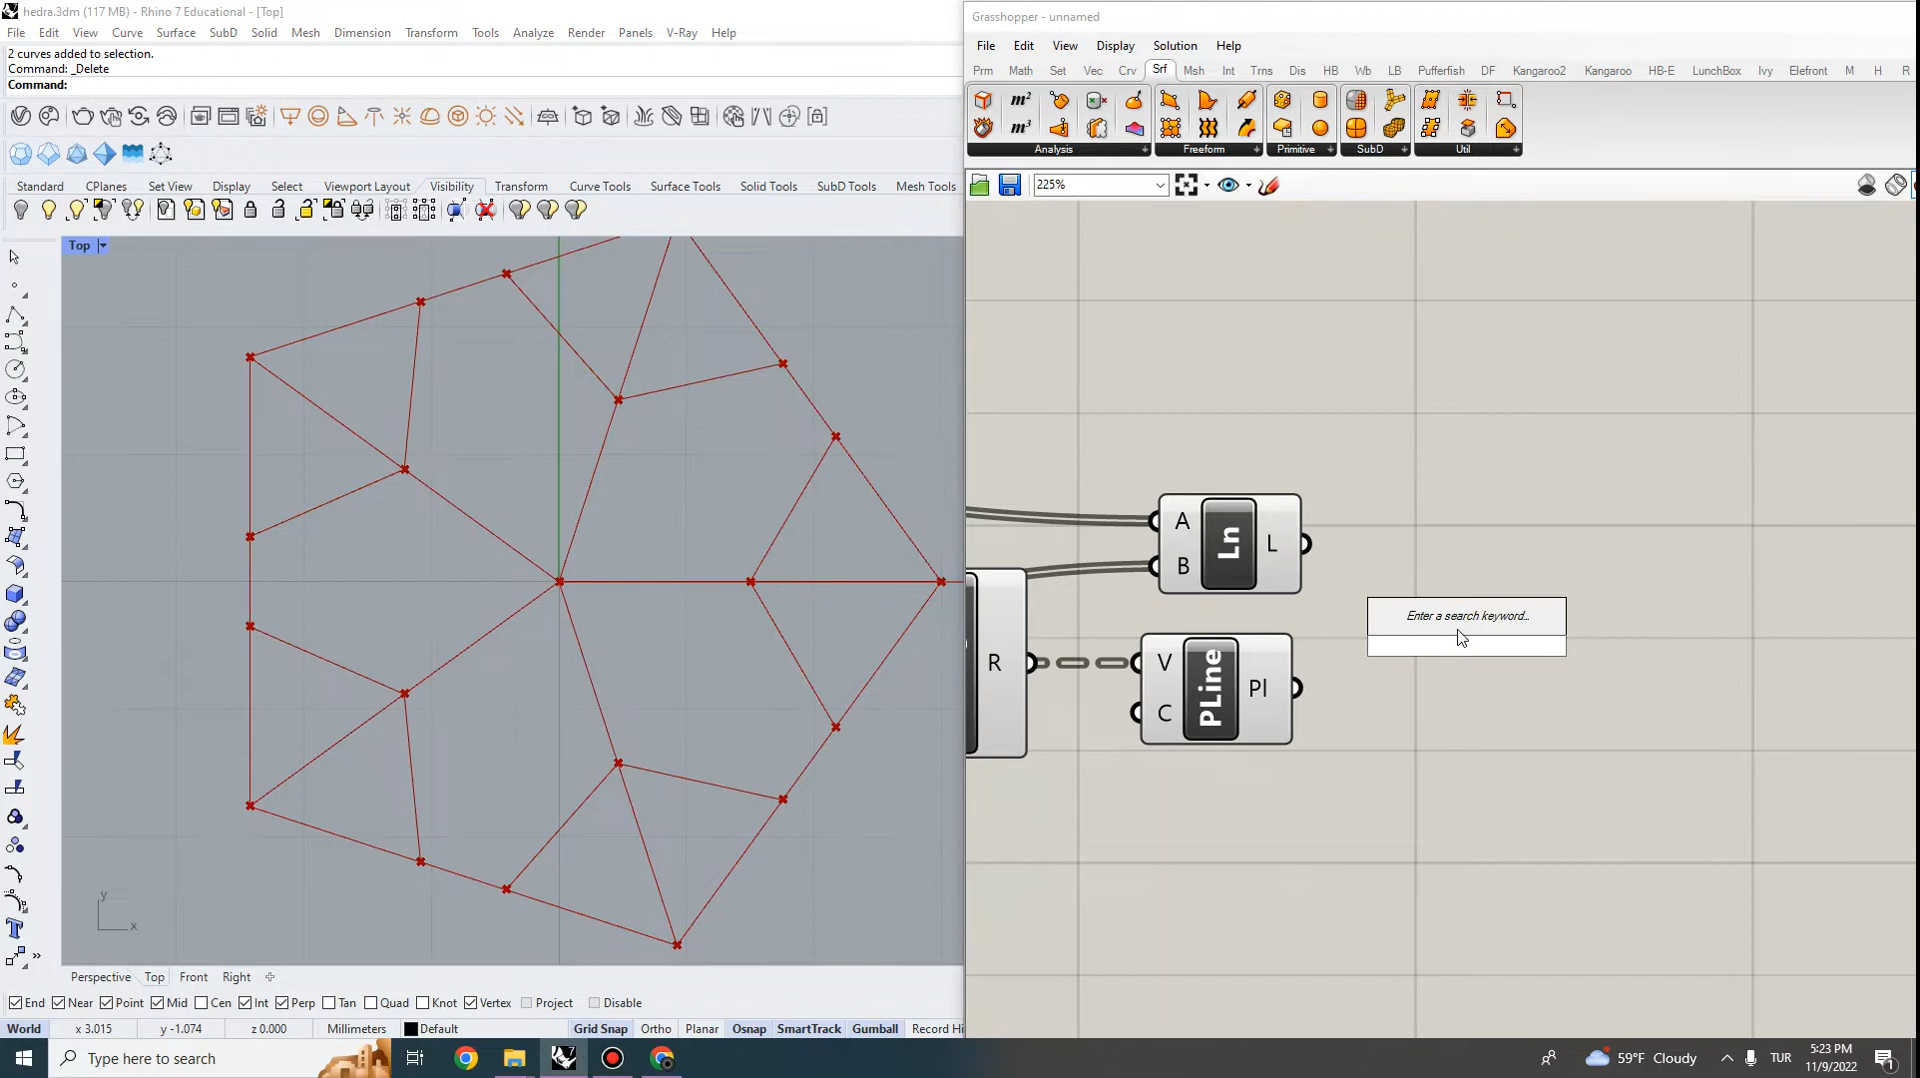 hedra.3dm (117 MB) - Rhino 7 Educational - [Top]
File Edit View Curve Surface SubD Solid Mesh Dimension Transform Tools Analyze Render Panels V-Ray Help
2 curves added to selection.
Command: _Delete
Command:
Standard CPlanes Set View Display Select Viewport Layout Visibility Transform Curve Tools Surface Tools Solid Tools SubD Tools Mesh Tools
Top
y
x
Perspective Top Front Right
End Near Point Mid Cen Int Perp Tan Quad Knot Vertex Project Disable
World x 3.015 y -1.074 z 0.000 Millimeters Default Grid Snap Ortho Planar Osnap SmartTrack Gumball Record Hi
Grasshopper - unnamed
File Edit View Display Solution Help
Prm Math Set Vec Crv Srf Msh Int Trns Dis HB Wb LB Pufferfish DF Kangaroo2 Kangaroo HB-E LunchBox Ivy Elefront M H R
m² m³
Analysis Freeform Primitive SubD Util
225%
A Ln L
B
Enter a search keyword...
R V PLine Pl
C
Type here to search
59°F Cloudy TUR 5:23 PM
11/9/2022
1